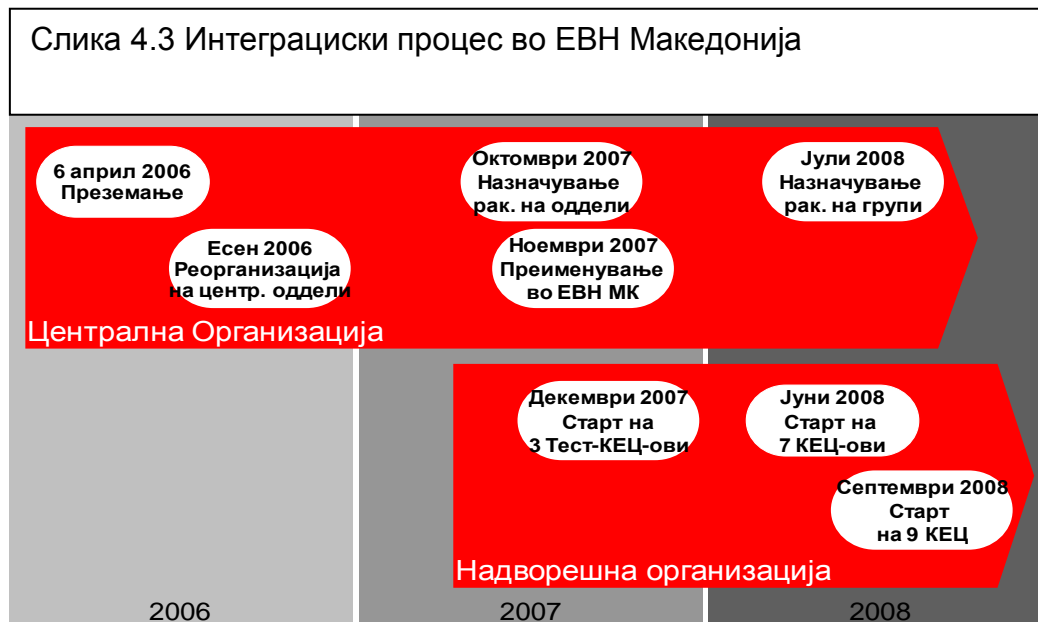 Слика 4.3 Интеграциски процес во ЕВН Македонија
6 април 2006
Преземање
Есен 2006
Реорганизација
на центр. оддели
Октомври 2007
Назначување
рак. на оддели
Ноември 2007
Преименување
во ЕВН МК
Јули 2008
Назначување
рак. на групи
Централна Организација
Декември 2007
Старт на
3 Тест-КЕЦ-ови
Јуни 2008
Старт на
7 КЕЦ-ови
Септември 2008
Старт
на 9 КЕЦ
Надворешна организација
2006
2007
2008